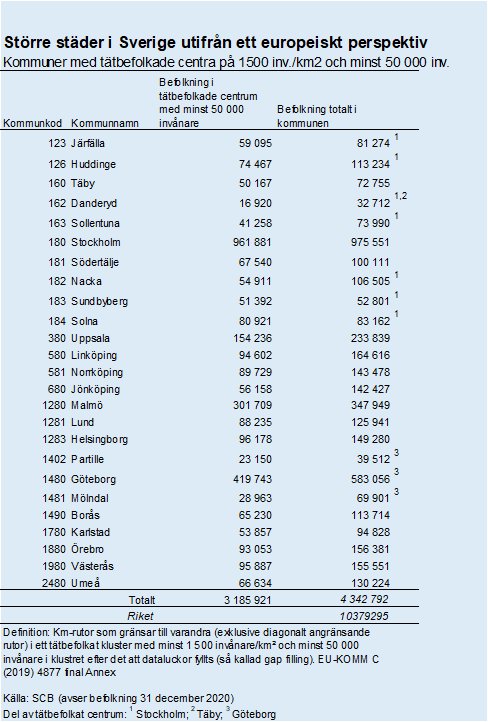 Större städer i Sverige utifrån ett europeiskt perspektiv
Kommuner med tätbefolkade centra på 1500 inv./km2 och minst 50 000 inv.
Kommunkod Kommunnamn Befolkning i tätbefolkade centrum med minst 50 000 invånare Befolkning totalt i kommunen
123 Järfälla 59 095 81 274 1
126 Huddinge 74 467 113 234 1
160 Täby 50 167 72 755
162 Danderyd 16 920 32 712 1,2
163 Sollentuna 41 258 73 990 1
180 Stockholm 961 881 975 551
181 Södertälje 67 540 100 111
182 Nacka 54 911 106 505 1
183 Sundbyberg 51 392 52 801 1
184 Solna 80 921 83 162 1
380 Uppsala 154 236 233 839
580 Linköping 94 602 164 616
581 Norrköping 89 729 143 478
680 Jönköping 56 158 142 427
1280 Malmö 301 709 347 949
1281 Lund 88 235 125 941
1283 Helsingborg 96 178 149 280
1402 Partille 23 150 39 512 3
1480 Göteborg 419 743 583 056 3
1481 Mölndal 28 963 69 901 3
1490 Borås 65 230 113 714
1780 Karlstad 53 857 94 828
1880 Örebro 93 053 156 381
1980 Västerås 95 887 155 551
2480 Umeå 66 634 130 224
Totalt 3 185 921 4 342 792
Riket 10379295
Definition: Km-rutor som gränsar till varandra (exklusive diagonalt angränsande
rutor) i ett tätbefolkat kluster med minst 1 500 invånare/km² och minst 50 000
invånare i klustret efter det att dataluckor fyllts (så kallad gap filling). EU-KOMM C
(2019) 4877 final Annex
Källa: SCB (avser befolkning 31 december 2020)
Del av tätbefolkat centrum: 1 Stockholm; 2 Täby; 3 Göteborg